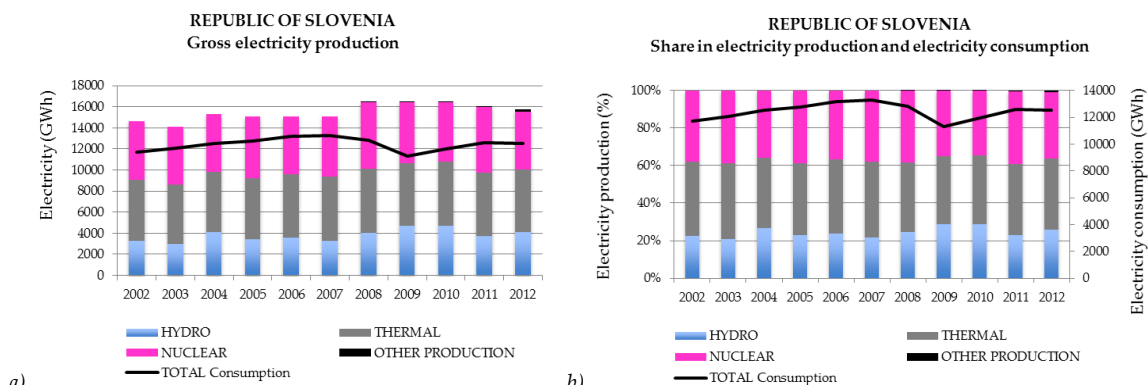 REPUBLIC OF SLOVENIA
Gross electricity production
Electricity (GWh)
18000
16000
14000
12000
10000
8000
6000
4000
2000
0
2002 2003 2004 2005 2006 2007 2008 2009 2010 2011 2012
HYDRO THERMAL
NUCLEAR OTHER PRODUCTION
TOTAL Consumption
a)
REPUBLIC OF SLOVENIA
Share in electricity production and electricity consumption
Electricity production (%)
100%
80%
60%
40%
20%
0%
14000
12000
10000
8000
6000
4000
2000
0
Electricity consumption (GWh)
2002 2003 2004 2005 2006 2007 2008 2009 2010 2011 2012
HYDRO THERMAL
NUCLEAR OTHER PRODUCTION
TOTAL Consumption
b)